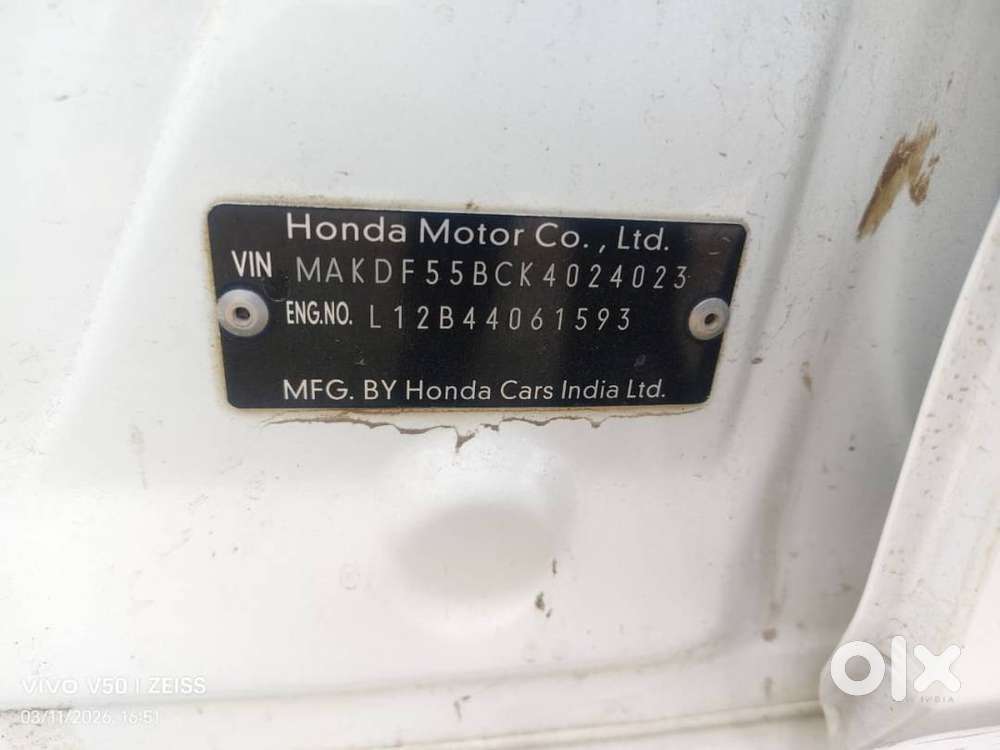 Honda Motor Co., Ltd.
VIN MAKDF55BCK4024023
ENG.NO. L12B44061593
MFG. BY Honda Cars India Ltd.
vivo V50 | ZEISS
03/11/2026, 16:51
olx
INDIA